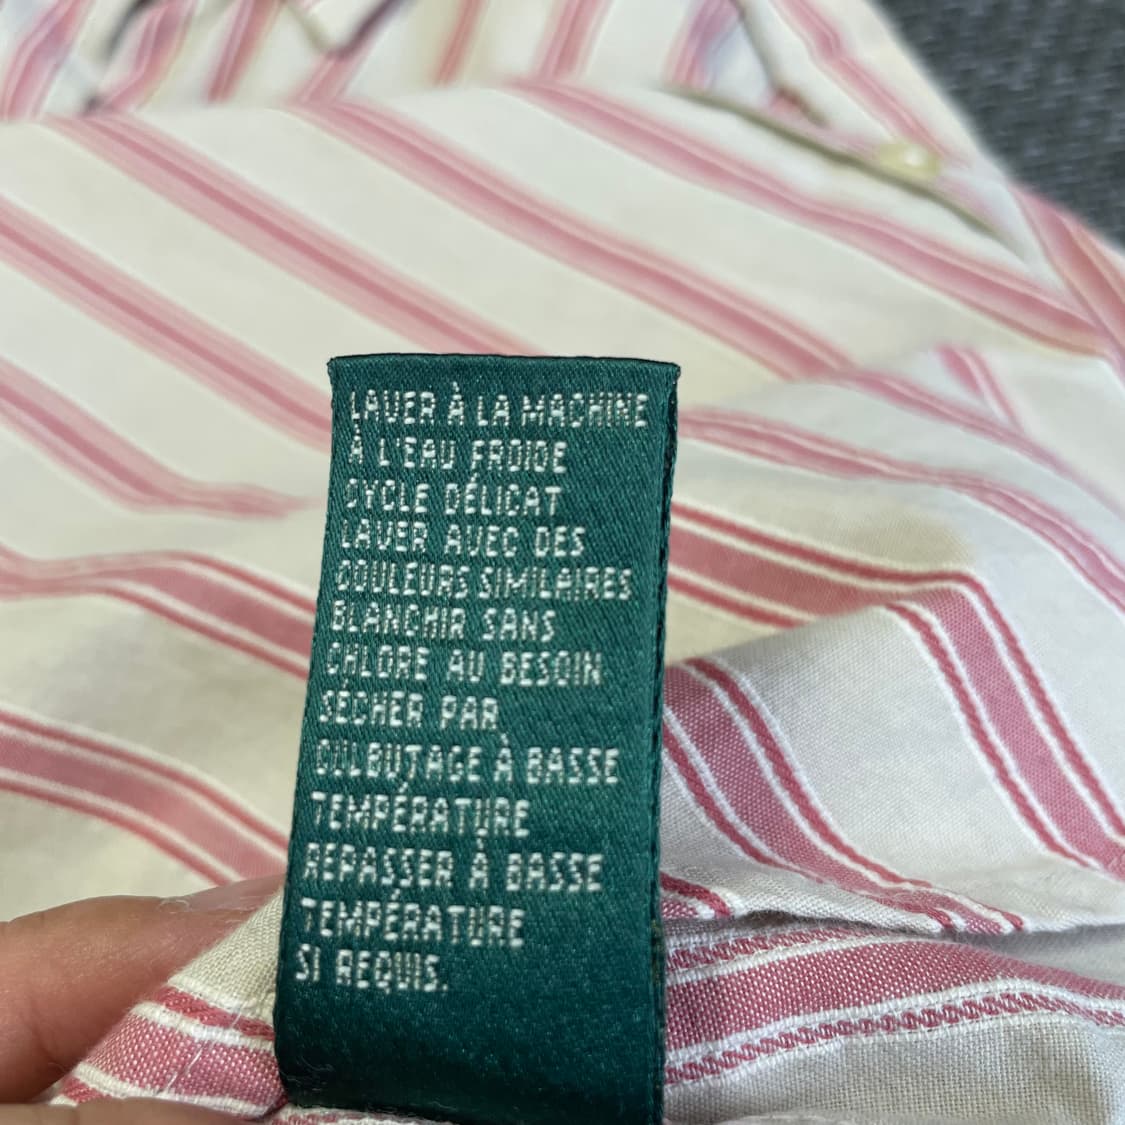 LAVER À LA MACHINE
À L'EAU FROIDE
CYCLE DÉLICAT
LAVER AVEC DES
COULEURS SIMILAIRES
BLANCHIR SANS
CHLORE AU BESOIN
SÉCHER PAR
CULBUTAGE À BASSE
TEMPÉRATURE
REPASSER À BASSE
TEMPÉRATURE
SI REQUIS.